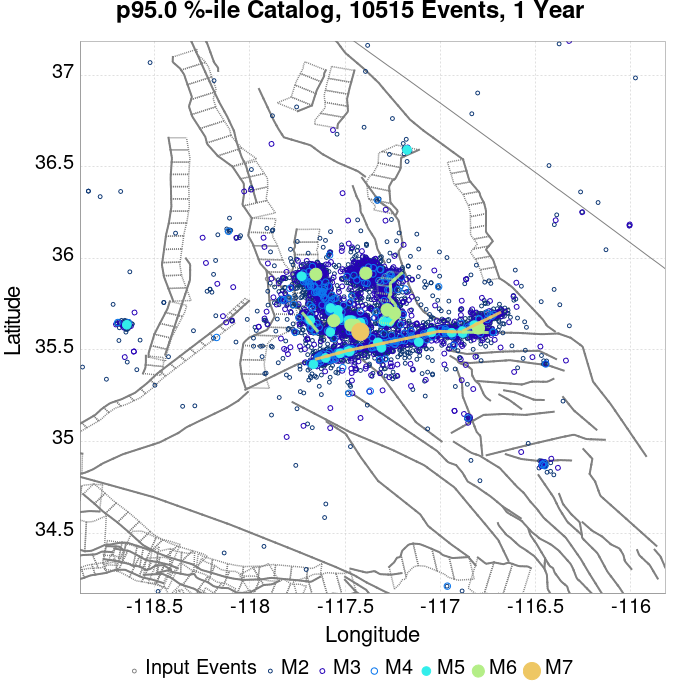 p95.0 %-ile Catalog, 10515 Events, 1 Year
37
36.5
36
35.5
35
34.5
Latitude
-118.5 -118 -117.5 -117 -116.5 -116
Longitude
Input Events M2 M3 M4 M5 M6 M7